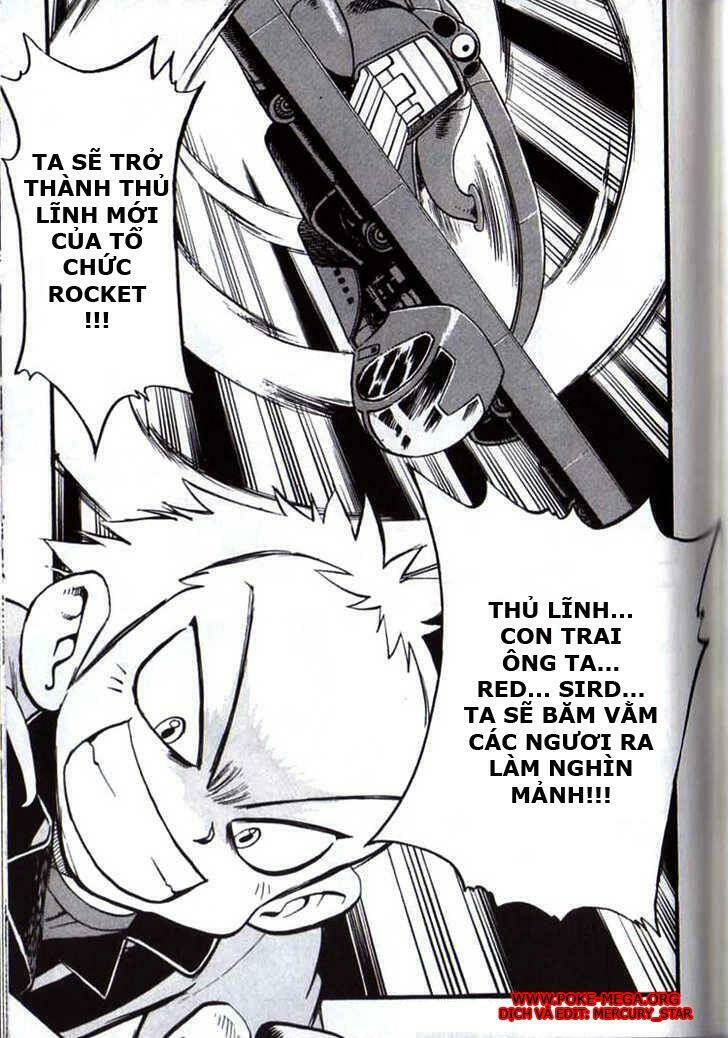 TA SẼ TRỞ
THÀNH THỦ
LĨNH MỚI
CỦA TỔ
CHỨC
ROCKET
!!!
THỦ LĨNH...
CON TRAI
ÔNG TA...
RED... SIRD...
TA SẼ BĂM VẰM
CÁC NGƯƠI RA
LÀM NGHÌN
MẢNH!!!
WWW.POKE-MEGA.ORG
DỊCH VÀ EDIT: MERCURY_STAR